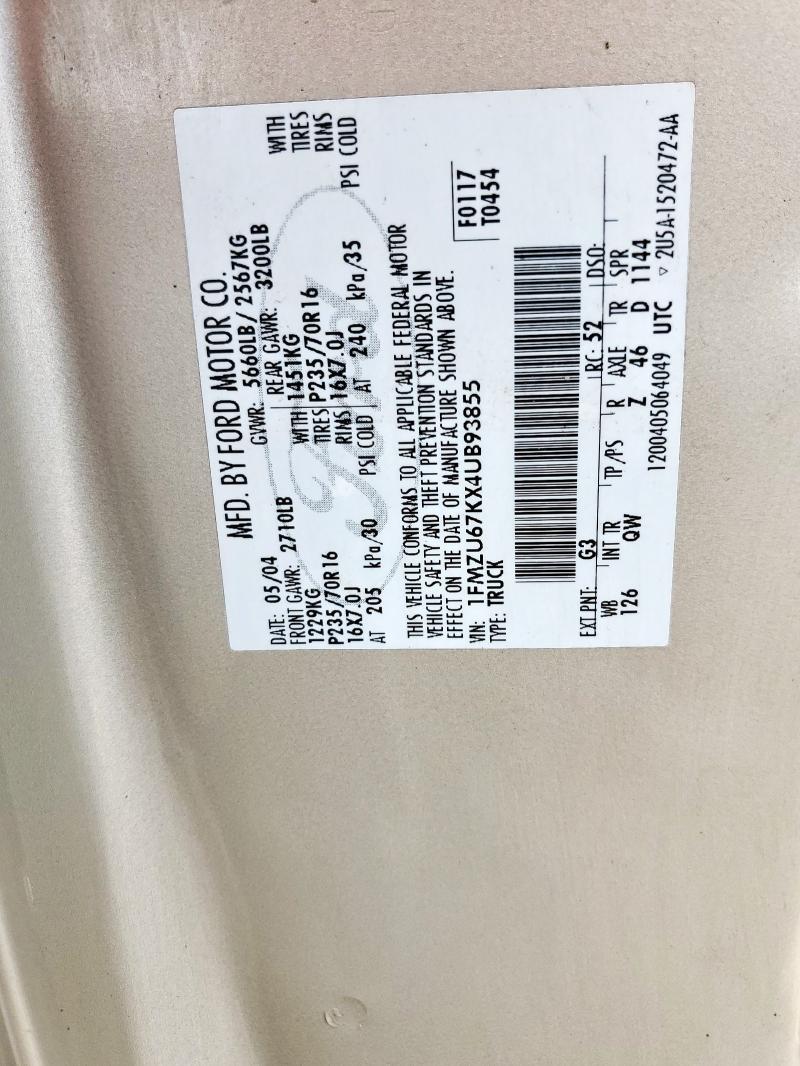 MFD. BY FORD MOTOR CO.
DATE: 05/04 GVWR: 5660LB / 2567KG
FRONT GAWR: 2710LB REAR GAWR: 3200LB
1229KG WITH 1451KG WITH
P235/70R16 TIRES P235/70R16 TIRES
16X7.0J RIMS 16X7.0J RIMS
AT 205 kPa/30 PSI COLD AT 240 kPa/35 PSI COLD
Ford
THIS VEHICLE CONFORMS TO ALL APPLICABLE FEDERAL MOTOR
VEHICLE SAFETY AND THEFT PREVENTION STANDARDS IN
EFFECT ON THE DATE OF MANUFACTURE SHOWN ABOVE.
VIN: 1FMZU67KX4UB93855 F0117
TYPE: TRUCK T0454
EXT PNT: G3 RC: 52 DSO:
WB INT TR TP/PS R AXLE TR SPR
126 QW Z 46 D 1144
1200405064049 UTC ▽ 2U5A-1520472-AA